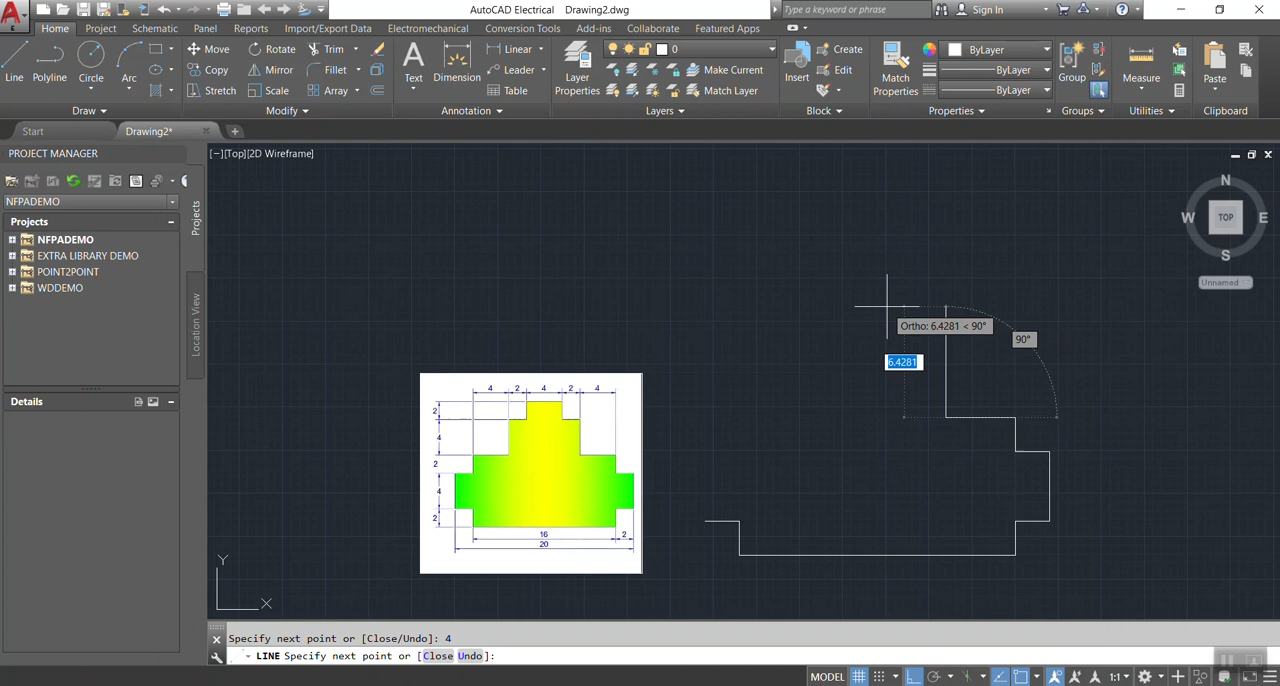 AutoCAD Electrical Drawing2.dwg
Type a keyword or phrase
Sign In
Home Project Schematic Panel Reports Import/Export Data Electromechanical Conversion Tools Add-ins Collaborate Featured Apps
Line Polyline Circle Arc
Move Rotate Trim
Copy Mirror Fillet
Stretch Scale Array
Text Dimension
Linear
Leader
Table
Layer Properties
0
Make Current
Match Layer
Insert
Create
Edit
Match Properties
ByLayer
ByLayer
ByLayer
Group
Measure
Paste
Draw Modify Annotation Layers Block Properties Groups Utilities Clipboard
Start Drawing2*
PROJECT MANAGER
NFPADEMO
Projects
NFPADEMO
EXTRA LIBRARY DEMO
POINT2POINT
WDDEMO
Projects
Location View
Details
[−][Top][2D Wireframe]
N
W TOP E
S
Unnamed
Ortho: 6.4281 < 90°
90°
6.4281
4 2 4 2 4
2
4
2
4
2
16 2
20
Y
X
Specify next point or [Close/Undo]: 4
LINE Specify next point or [Close Undo]:
MODEL 1:1